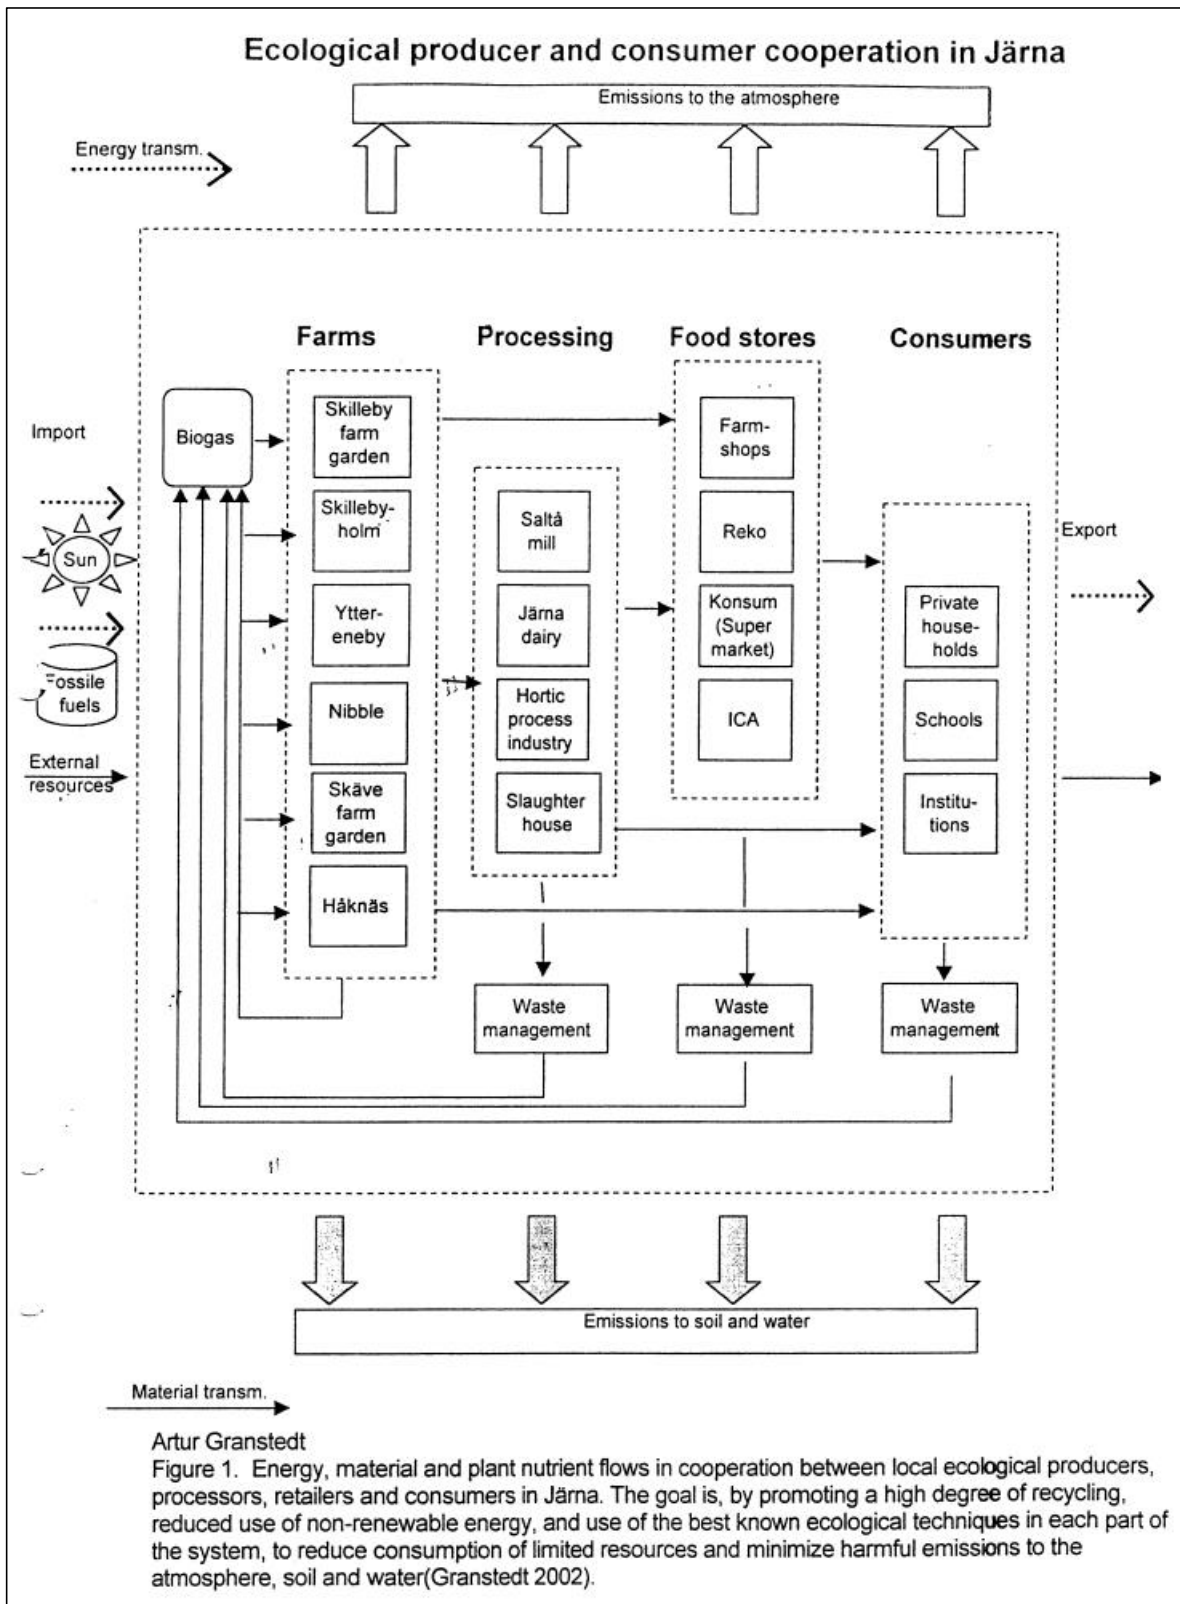 Ecological producer and consumer cooperation in Järna
Emissions to the atmosphere
Energy transm.
Farms
Processing
Food stores
Consumers
Import
Biogas
Skilleby
farm
garden
Farm-
shops
Skilleby-
holm
Saltå
mill
Reko
Export
Sun
Ytter-
eneby
Järna
dairy
Konsum
(Super
market)
Private
house-
holds
Fossile
fuels
Nibble
Hortic
process
industry
ICA
Schools
External
resources
Skäve
farm
garden
Slaughter
house
Institu-
tions
Håknäs
Waste
management
Waste
management
Waste
management
Emissions to soil and water
Material transm.
Artur Granstedt
Figure 1. Energy, material and plant nutrient flows in cooperation between local ecological producers,
processors, retailers and consumers in Järna. The goal is, by promoting a high degree of recycling,
reduced use of non-renewable energy, and use of the best known ecological techniques in each part of
the system, to reduce consumption of limited resources and minimize harmful emissions to the
atmosphere, soil and water(Granstedt 2002).